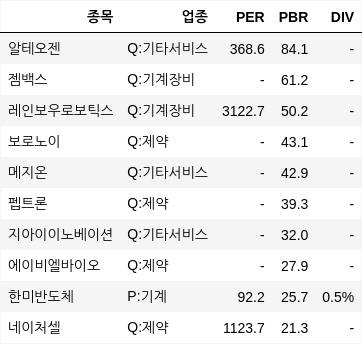 종목 업종 PER PBR DIV
알테오젠 Q:기타서비스 368.6 84.1 -
젬백스 Q:기계장비 - 61.2 -
레인보우로보틱스 Q:기계장비 3122.7 50.2 -
보로노이 Q:제약 - 43.1 -
메지온 Q:기타서비스 - 42.9 -
펩트론 Q:제약 - 39.3 -
지아이이노베이션 Q:기타서비스 - 32.0 -
에이비엘바이오 Q:제약 - 27.9 -
한미반도체 P:기계 92.2 25.7 0.5%
네이처셀 Q:제약 1123.7 21.3 -